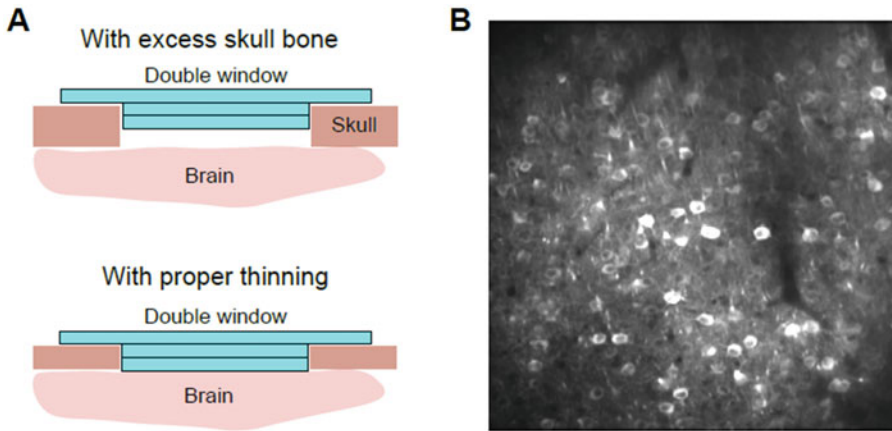 A
With excess skull bone
Double window
Skull
Brain
With proper thinning
Double window
Brain
B